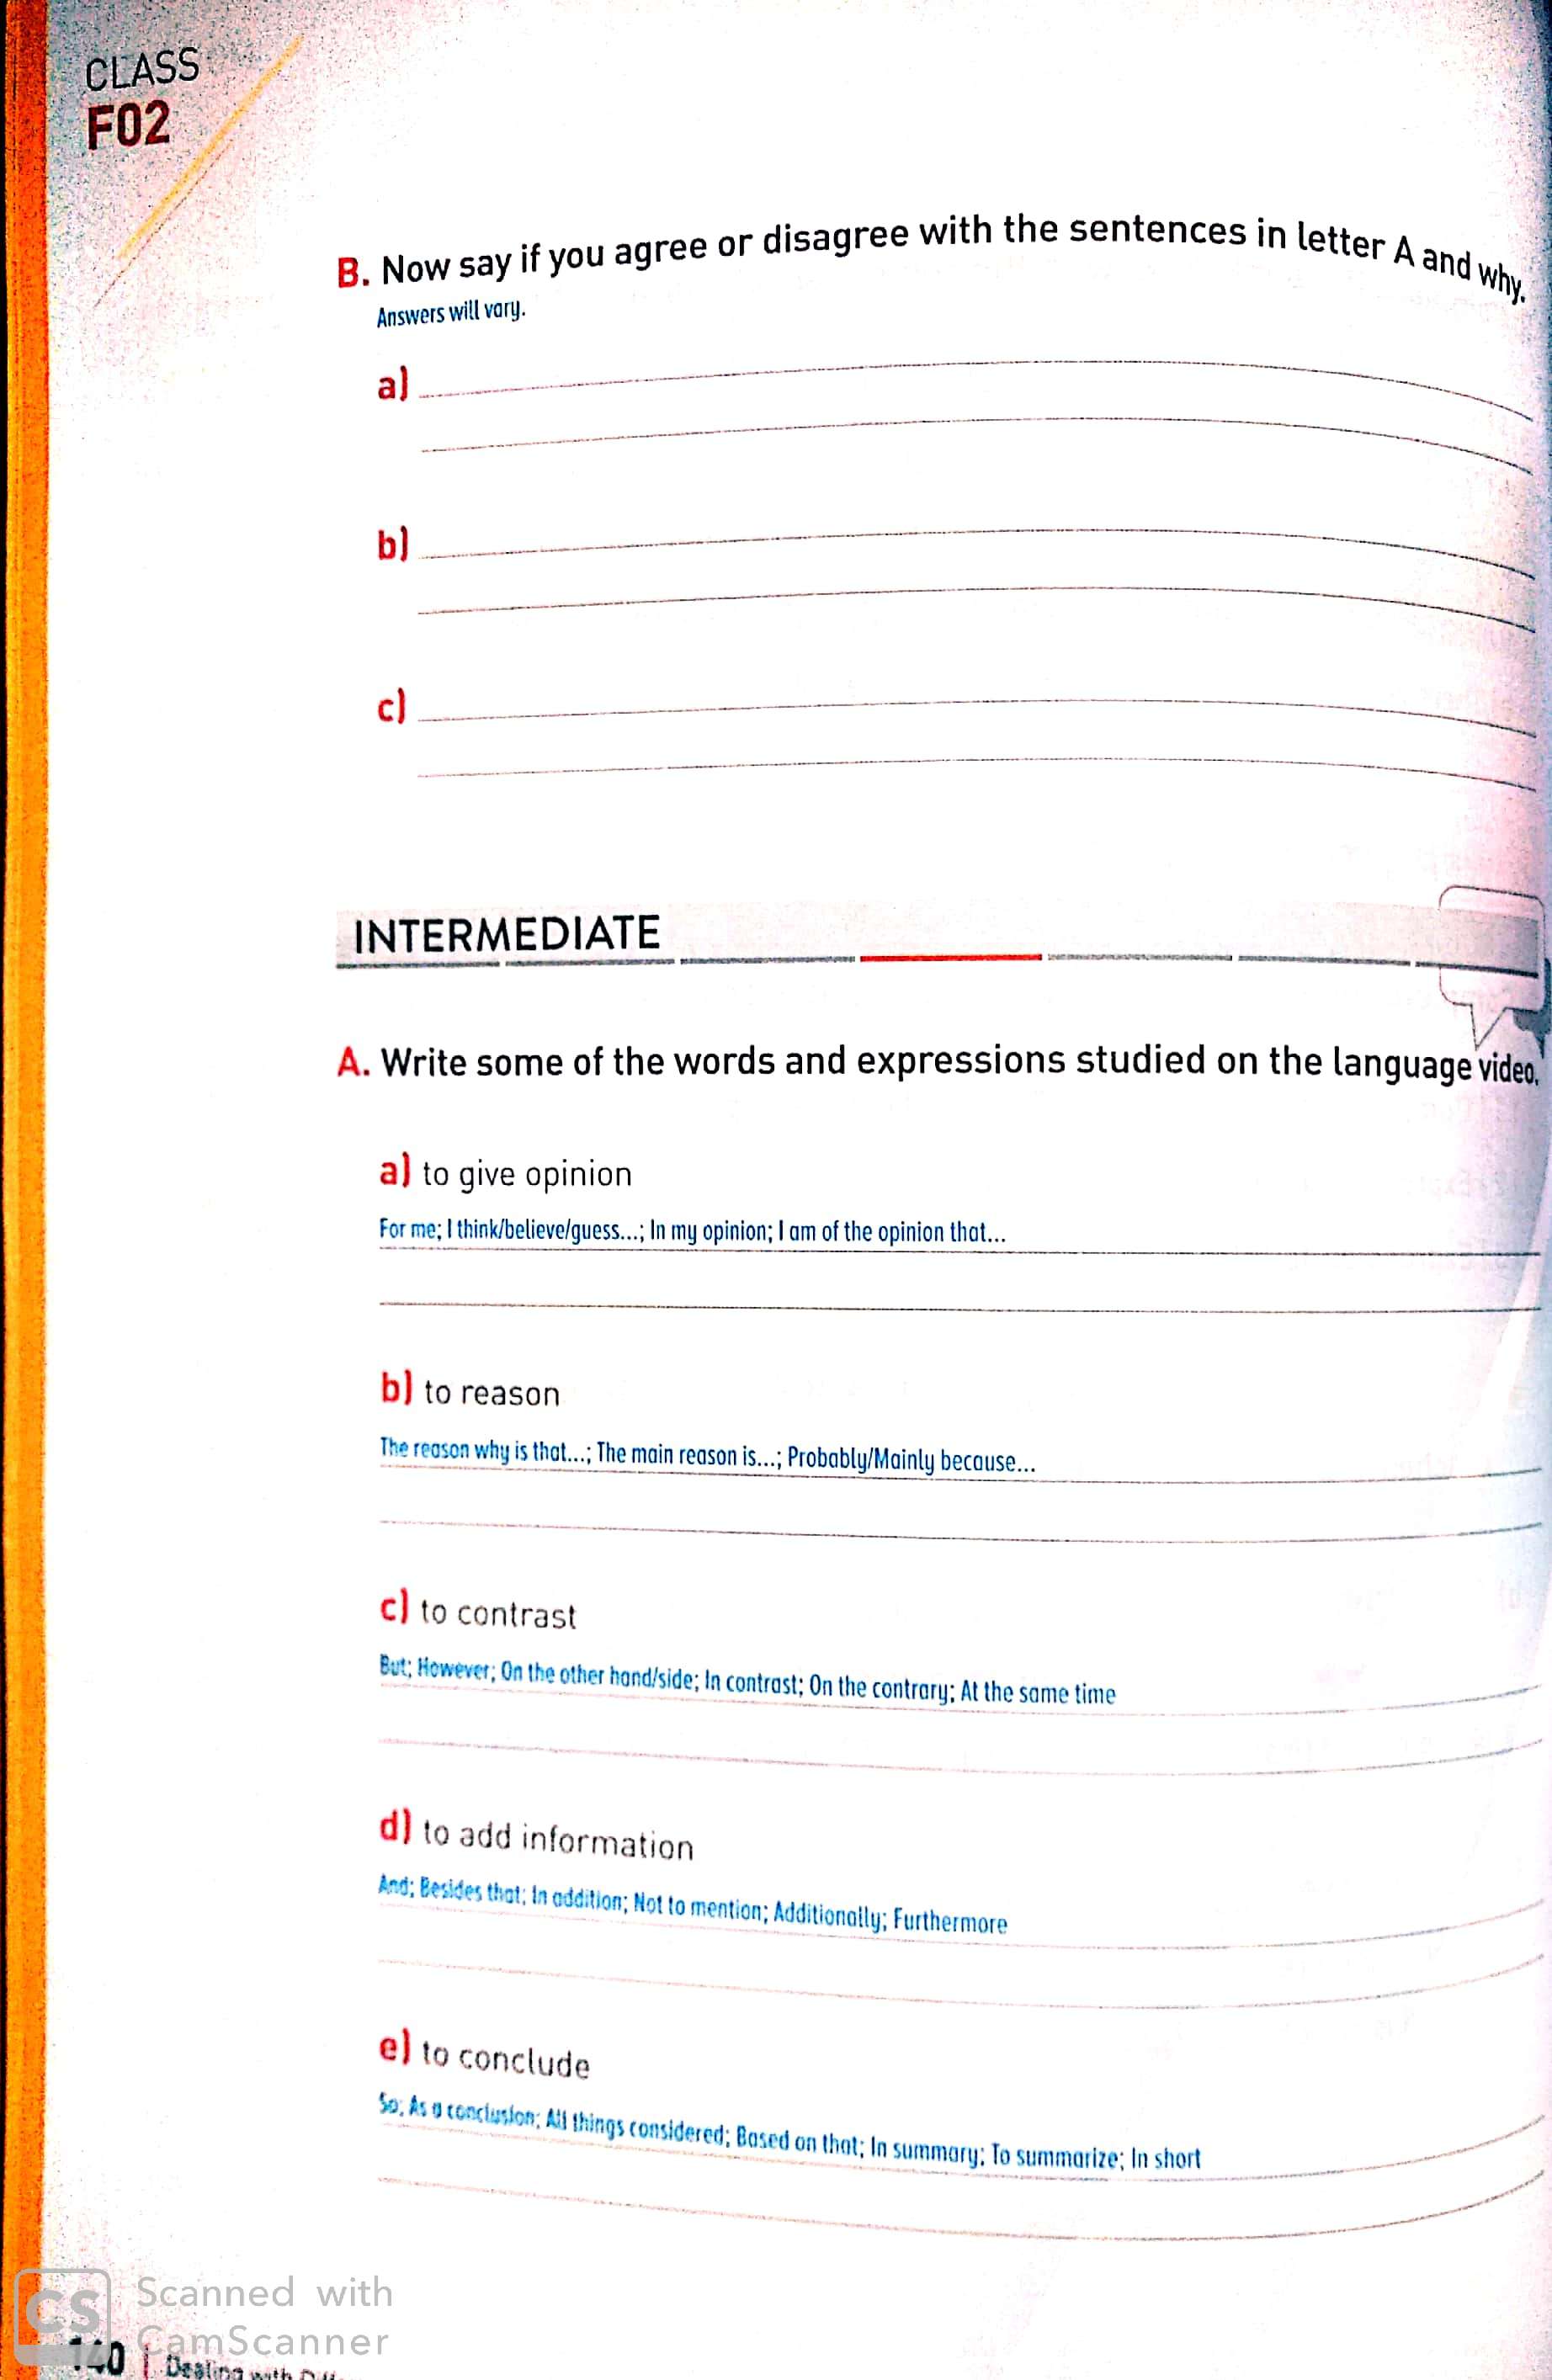 CLASS
F02
B. Now say if you agree or disagree with the sentences in letter A and why.
Answers will vary.
a)
b)
c)
INTERMEDIATE
A. Write some of the words and expressions studied on the language video.
a) to give opinion
For me; I think/believe/guess...; In my opinion; I am of the opinion that...
b) to reason
The reason why is that...; The main reason is...; Probably/Mainly because...
c) to contrast
But; However; On the other hand/side; In contrast; On the contrary; At the same time
d) to add information
And; Besides that; In addition; Not to mention; Additionally; Furthermore
e) to conclude
So; As a conclusion; All things considered; Based on that; In summary; To summarize; In short
CS Scanned with
CamScanner
140 | Dealing with